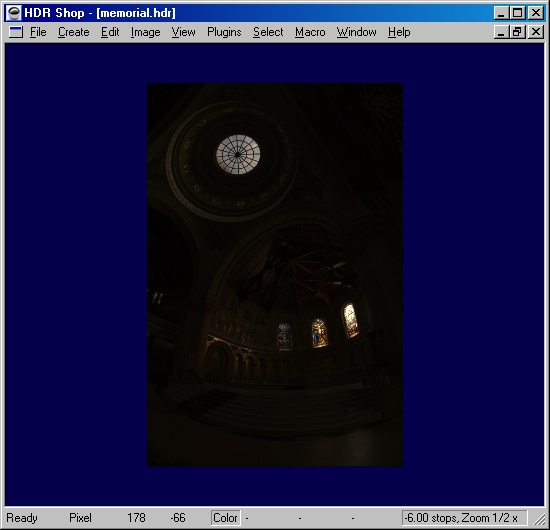 HDR Shop - [memorial.hdr]
File Create Edit Image View Plugins Select Macro Window Help
Ready Pixel 178 -66 Color - - - -6.00 stops, Zoom 1/2 x